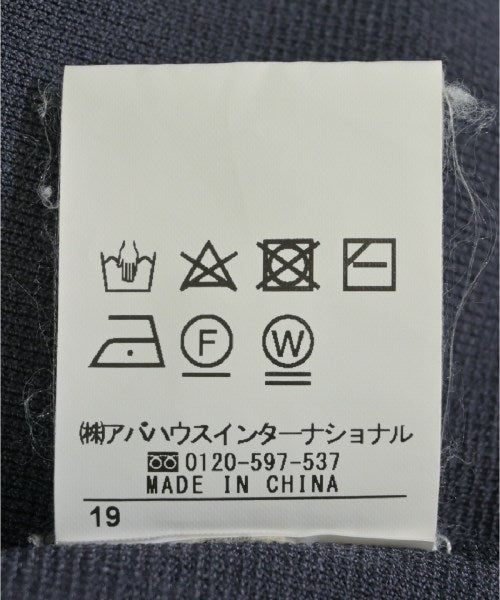 F W
㈱アバハウスインターナショナル
0120-597-537
MADE IN CHINA
19